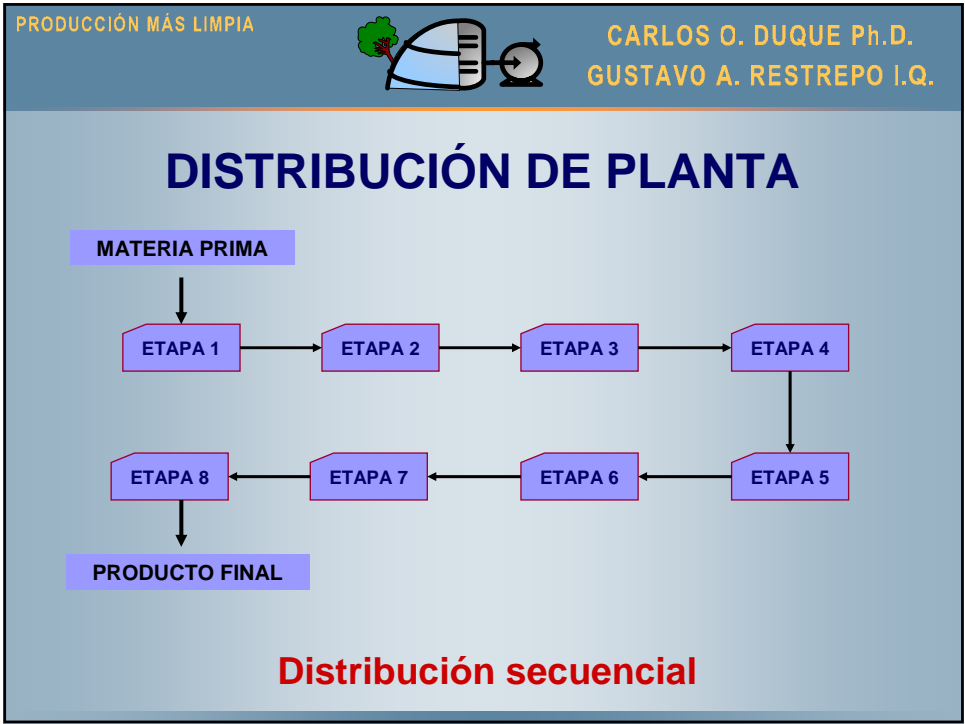 PRODUCCIÓN MÁS LIMPIA
CARLOS O. DUQUE Ph.D.
GUSTAVO A. RESTREPO I.Q.
DISTRIBUCIÓN DE PLANTA
MATERIA PRIMA
ETAPA 1
ETAPA 2
ETAPA 3
ETAPA 4
ETAPA 5
ETAPA 6
ETAPA 7
ETAPA 8
PRODUCTO FINAL
Distribución secuencial